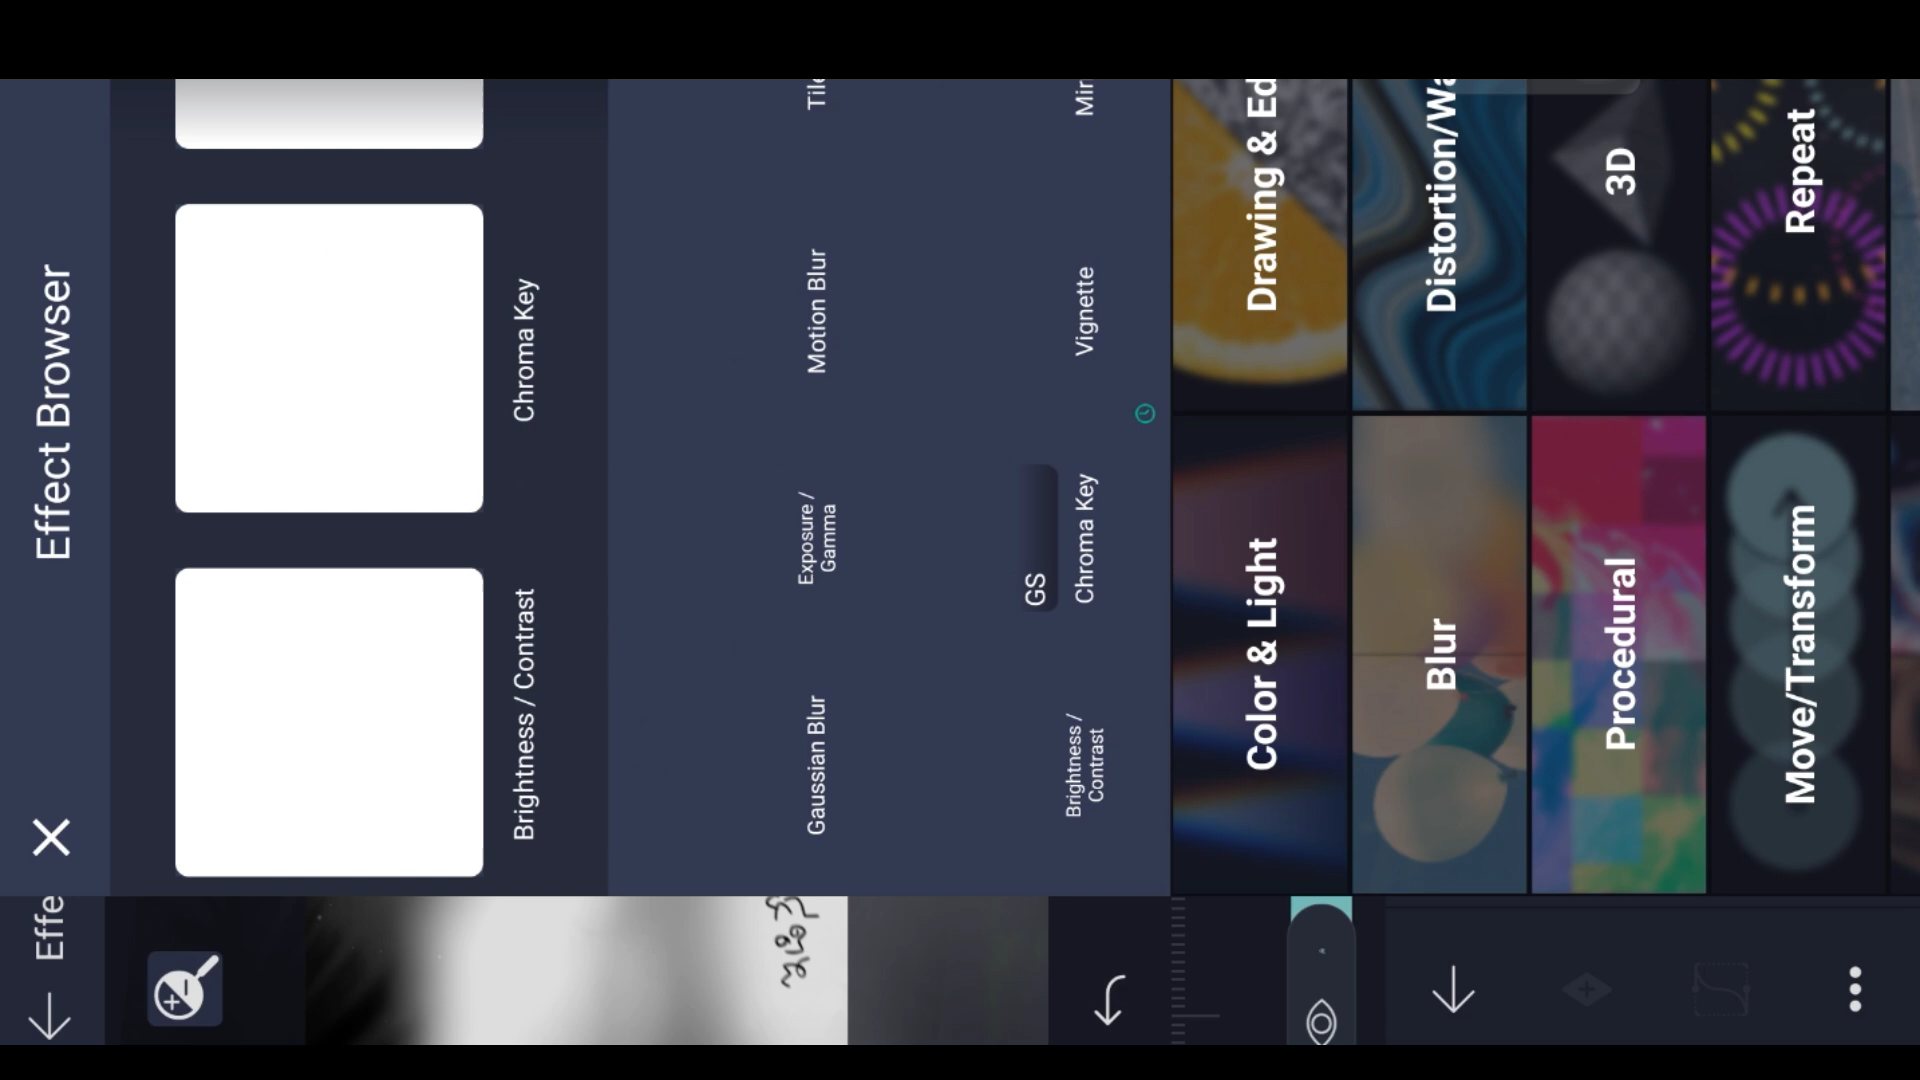 Effe
Effect Browser
Brightness / Contrast
Chroma Key
Gaussian Blur
Exposure /
Gamma
Motion Blur
GS
Brightness /
Contrast
Chroma Key
Vignette
Color & Light
Drawing & Ed
Blur
Distortion/Wa
Procedural
3D
Move/Transform
Repeat